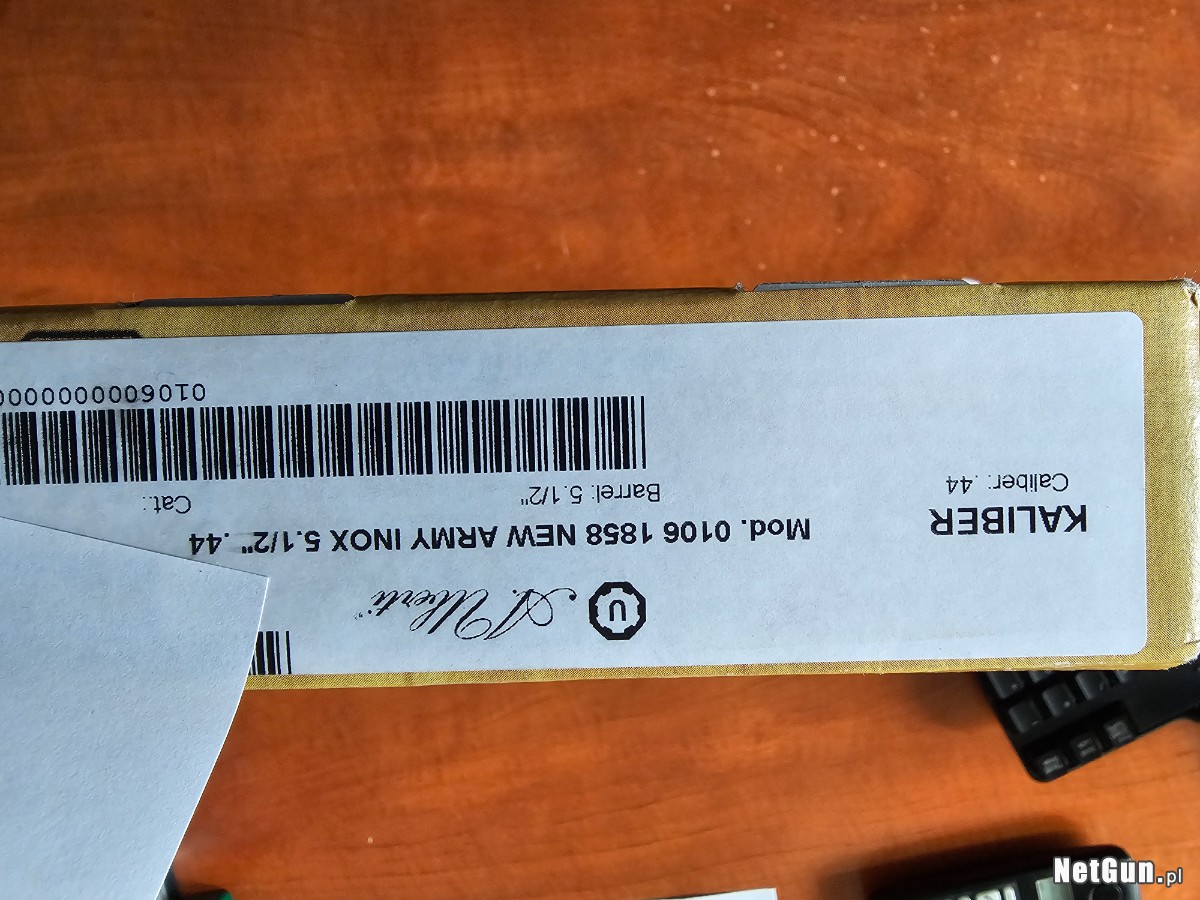 KALIBER
Caliber: .44
A. Uberti
Mod. 0106 1858 NEW ARMY INOX 5.1/2" .44
Barrel: 5.1/2"
Cat.:
NetGun.pl